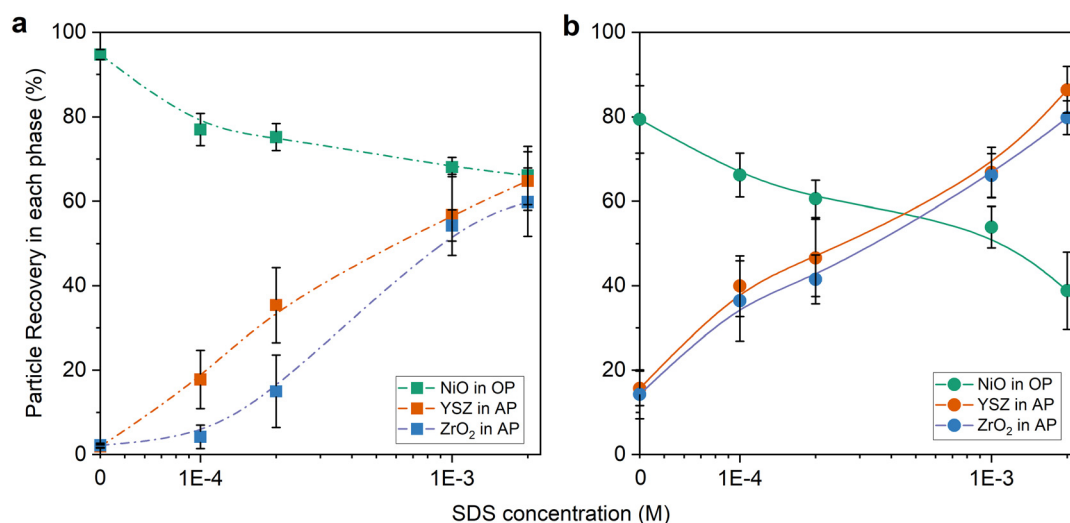 a
b
Particle Recovery in each phase (%)
100
80
60
40
20
0
0
1E-4
1E-3
NiO in OP
YSZ in AP
ZrO₂ in AP
100
80
60
40
20
0
0
1E-4
1E-3
NiO in OP
YSZ in AP
ZrO₂ in AP
SDS concentration (M)